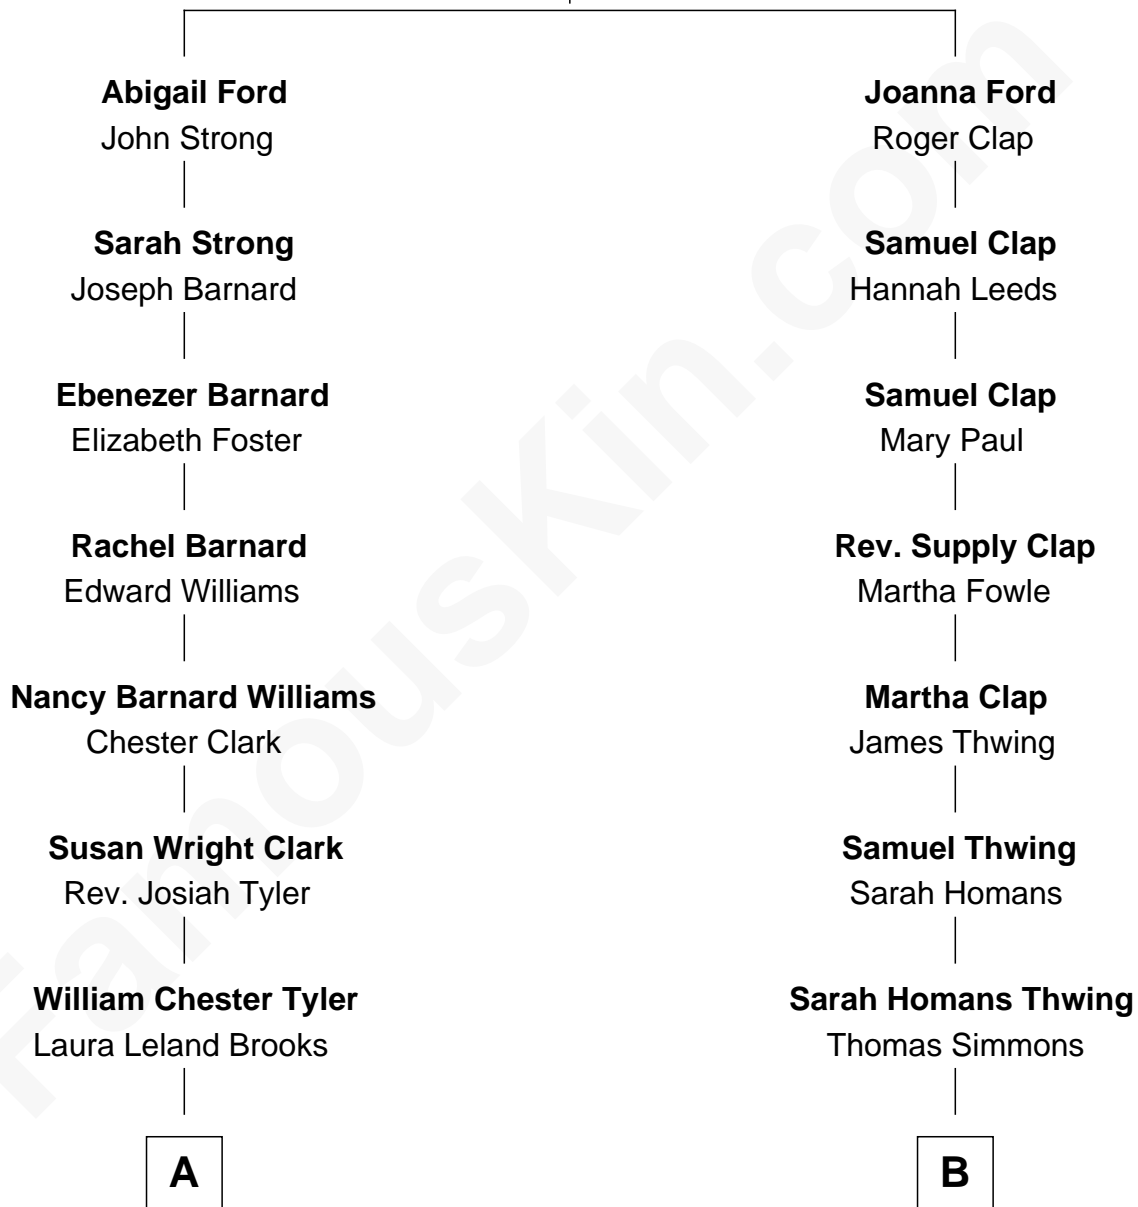 Abigail Ford
John Strong
Sarah Strong
Joseph Barnard
Ebenezer Barnard
Elizabeth Foster
Rachel Barnard
Edward Williams
Nancy Barnard Williams
Chester Clark
Susan Wright Clark
Rev. Josiah Tyler
William Chester Tyler
Laura Leland Brooks
A
Joanna Ford
Roger Clap
Samuel Clap
Hannah Leeds
Samuel Clap
Mary Paul
Rev. Supply Clap
Martha Fowle
Martha Clap
James Thwing
Samuel Thwing
Sarah Homans
Sarah Homans Thwing
Thomas Simmons
B
FamousKin.com